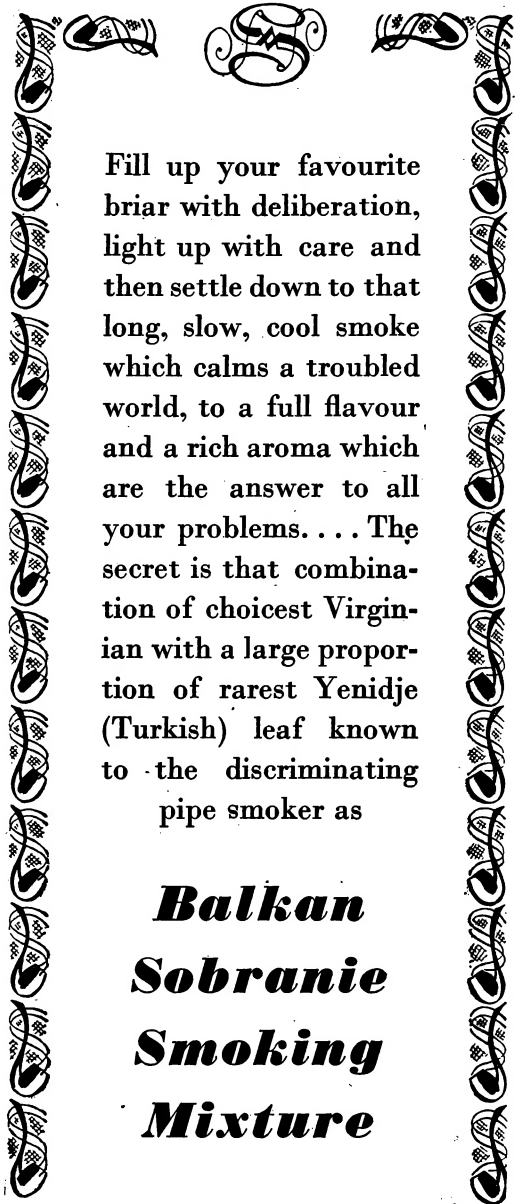 Fill up your favourite
briar with deliberation,
light up with care and
then settle down to that
long, slow, cool smoke
which calms a troubled
world, to a full flavour
and a rich aroma which
are the answer to all
your problems. . . . The
secret is that combina-
tion of choicest Virgin-
ian with a large propor-
tion of rarest Yenidje
(Turkish) leaf known
to the discriminating
pipe smoker as
Balkan
Sobranie
Smoking
Mixture